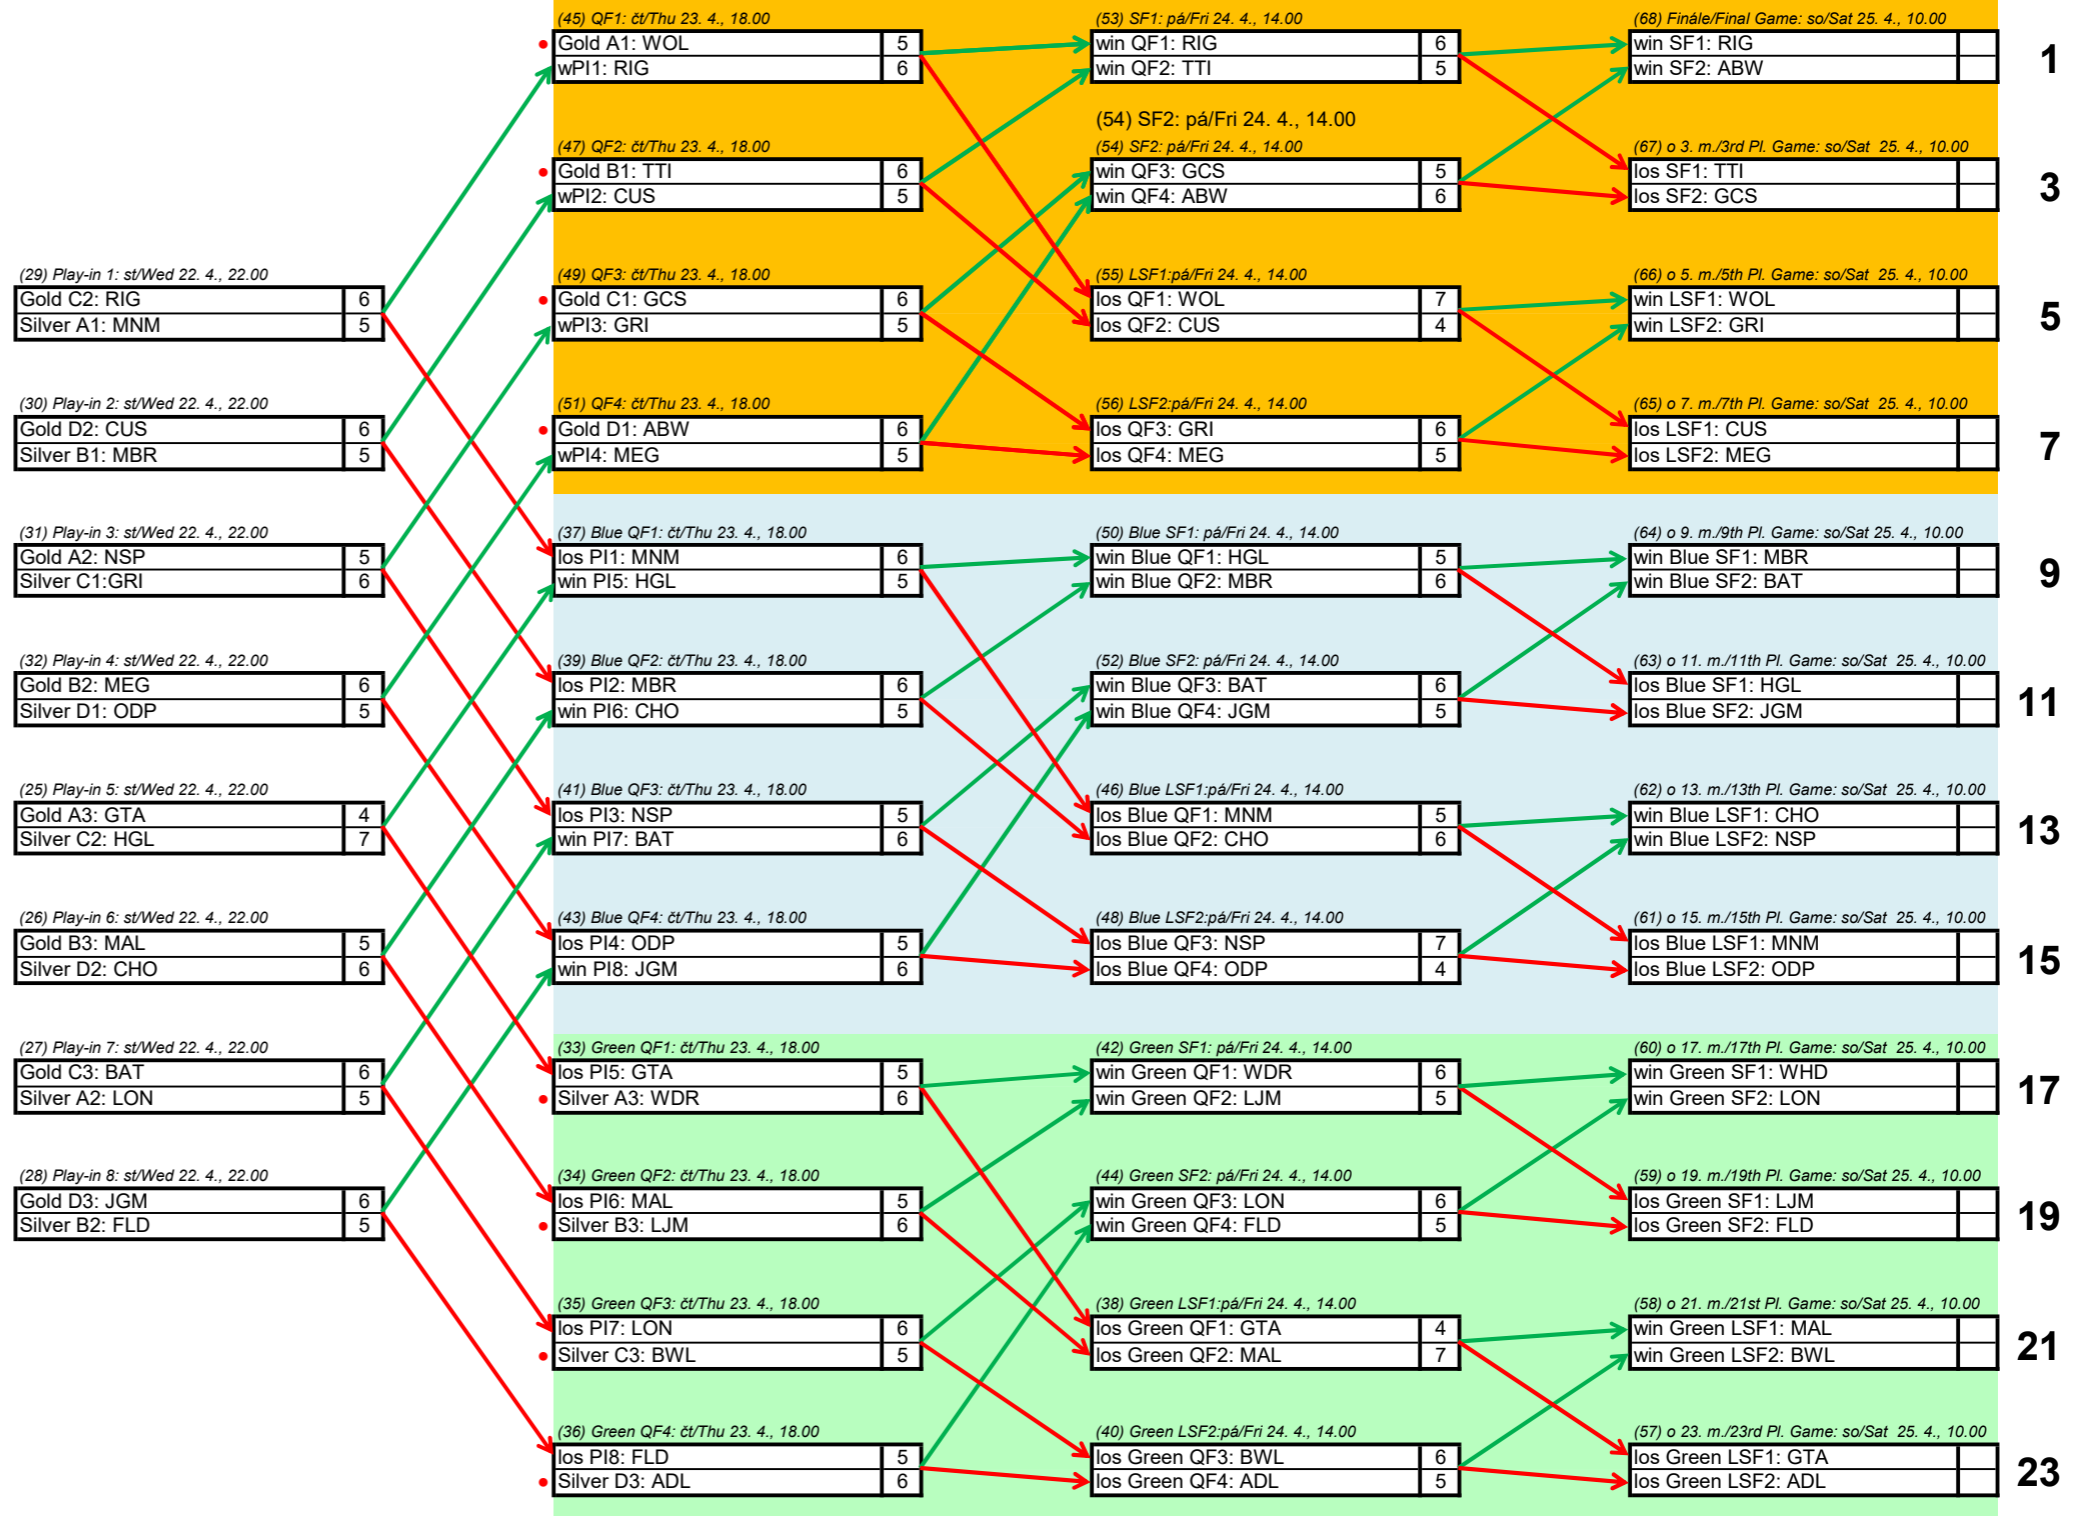 (45) QF1: čt/Thu 23. 4., 18.00
Gold A1: WOL 5
wPI1: RIG 6
(53) SF1: pá/Fri 24. 4., 14.00
win QF1: RIG 6
win QF2: TTI 5
(68) Finále/Final Game: so/Sat 25. 4., 10.00
win SF1: RIG
win SF2: ABW
1
(54) SF2: pá/Fri 24. 4., 14.00
(47) QF2: čt/Thu 23. 4., 18.00
Gold B1: TTI 6
wPI2: CUS 5
(54) SF2: pá/Fri 24. 4., 14.00
win QF3: GCS 5
win QF4: ABW 6
(67) o 3. m./3rd Pl. Game: so/Sat 25. 4., 10.00
los SF1: TTI
los SF2: GCS
3
(29) Play-in 1: st/Wed 22. 4., 22.00
Gold C2: RIG 6
Silver A1: MNM 5
(49) QF3: čt/Thu 23. 4., 18.00
Gold C1: GCS 6
wPI3: GRI 5
(55) LSF1:pá/Fri 24. 4., 14.00
los QF1: WOL 7
los QF2: CUS 4
(66) o 5. m./5th Pl. Game: so/Sat 25. 4., 10.00
win LSF1: WOL
win LSF2: GRI
5
(30) Play-in 2: st/Wed 22. 4., 22.00
Gold D2: CUS 6
Silver B1: MBR 5
(51) QF4: čt/Thu 23. 4., 18.00
Gold D1: ABW 6
wPI4: MEG 5
(56) LSF2:pá/Fri 24. 4., 14.00
los QF3: GRI 6
los QF4: MEG 5
(65) o 7. m./7th Pl. Game: so/Sat 25. 4., 10.00
los LSF1: CUS
los LSF2: MEG
7
(31) Play-in 3: st/Wed 22. 4., 22.00
Gold A2: NSP 5
Silver C1:GRI 6
(37) Blue QF1: čt/Thu 23. 4., 18.00
los PI1: MNM 6
win PI5: HGL 5
(50) Blue SF1: pá/Fri 24. 4., 14.00
win Blue QF1: HGL 5
win Blue QF2: MBR 6
(64) o 9. m./9th Pl. Game: so/Sat 25. 4., 10.00
win Blue SF1: MBR
win Blue SF2: BAT
9
(32) Play-in 4: st/Wed 22. 4., 22.00
Gold B2: MEG 6
Silver D1: ODP 5
(39) Blue QF2: čt/Thu 23. 4., 18.00
los PI2: MBR 6
win PI6: CHO 5
(52) Blue SF2: pá/Fri 24. 4., 14.00
win Blue QF3: BAT 6
win Blue QF4: JGM 5
(63) o 11. m./11th Pl. Game: so/Sat 25. 4., 10.00
los Blue SF1: HGL
los Blue SF2: JGM
11
(25) Play-in 5: st/Wed 22. 4., 22.00
Gold A3: GTA 4
Silver C2: HGL 7
(41) Blue QF3: čt/Thu 23. 4., 18.00
los PI3: NSP 5
win PI7: BAT 6
(46) Blue LSF1:pá/Fri 24. 4., 14.00
los Blue QF1: MNM 5
los Blue QF2: CHO 6
(62) o 13. m./13th Pl. Game: so/Sat 25. 4., 10.00
win Blue LSF1: CHO
win Blue LSF2: NSP
13
(26) Play-in 6: st/Wed 22. 4., 22.00
Gold B3: MAL 5
Silver D2: CHO 6
(43) Blue QF4: čt/Thu 23. 4., 18.00
los PI4: ODP 5
win PI8: JGM 6
(48) Blue LSF2:pá/Fri 24. 4., 14.00
los Blue QF3: NSP 7
los Blue QF4: ODP 4
(61) o 15. m./15th Pl. Game: so/Sat 25. 4., 10.00
los Blue LSF1: MNM
los Blue LSF2: ODP
15
(27) Play-in 7: st/Wed 22. 4., 22.00
Gold C3: BAT 6
Silver A2: LON 5
(33) Green QF1: čt/Thu 23. 4., 18.00
los PI5: GTA 5
Silver A3: WDR 6
(42) Green SF1: pá/Fri 24. 4., 14.00
win Green QF1: WDR 6
win Green QF2: LJM 5
(60) o 17. m./17th Pl. Game: so/Sat 25. 4., 10.00
win Green SF1: WHD
win Green SF2: LON
17
(28) Play-in 8: st/Wed 22. 4., 22.00
Gold D3: JGM 6
Silver B2: FLD 5
(34) Green QF2: čt/Thu 23. 4., 18.00
los PI6: MAL 5
Silver B3: LJM 6
(44) Green SF2: pá/Fri 24. 4., 14.00
win Green QF3: LON 6
win Green QF4: FLD 5
(59) o 19. m./19th Pl. Game: so/Sat 25. 4., 10.00
los Green SF1: LJM
los Green SF2: FLD
19
(35) Green QF3: čt/Thu 23. 4., 18.00
los PI7: LON 6
Silver C3: BWL 5
(38) Green LSF1:pá/Fri 24. 4., 14.00
los Green QF1: GTA 4
los Green QF2: MAL 7
(58) o 21. m./21st Pl. Game: so/Sat 25. 4., 10.00
win Green LSF1: MAL
win Green LSF2: BWL
21
(36) Green QF4: čt/Thu 23. 4., 18.00
los PI8: FLD 5
Silver D3: ADL 6
(40) Green LSF2:pá/Fri 24. 4., 14.00
los Green QF3: BWL 6
los Green QF4: ADL 5
(57) o 23. m./23rd Pl. Game: so/Sat 25. 4., 10.00
los Green LSF1: GTA
los Green LSF2: ADL
23